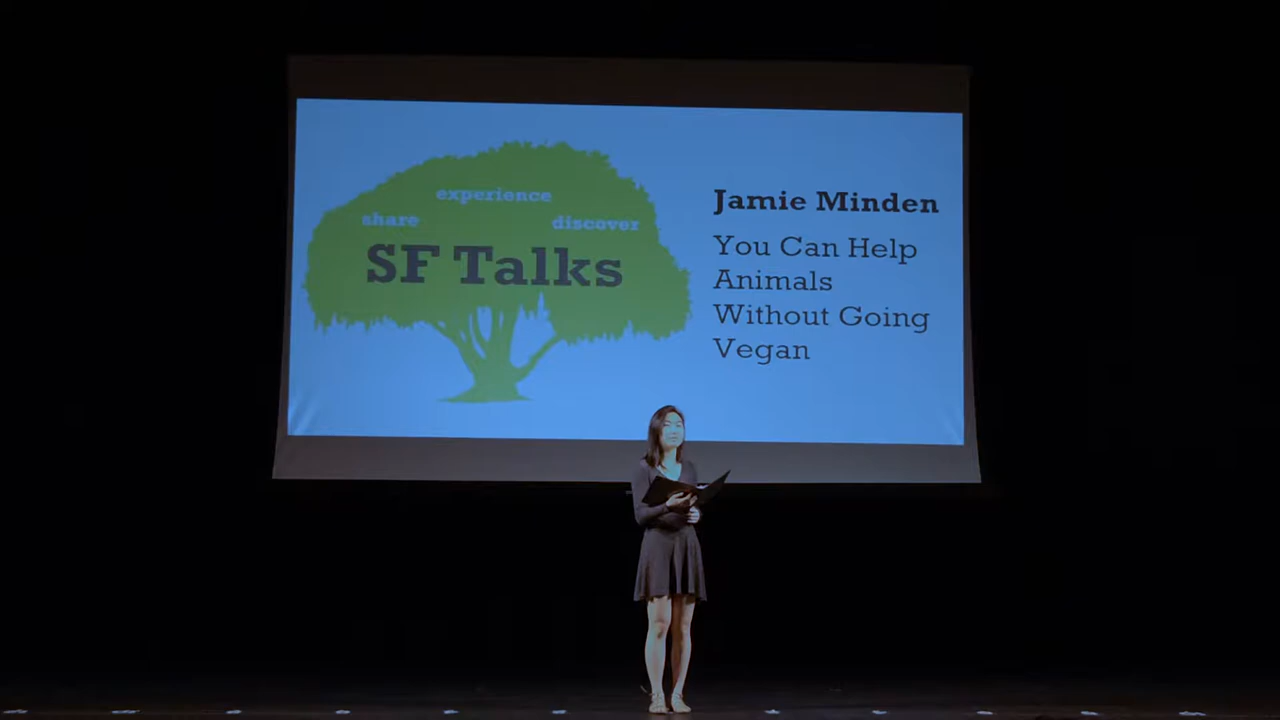 experience
share
discover
SF Talks
Jamie Minden
You Can Help
Animals
Without Going
Vegan